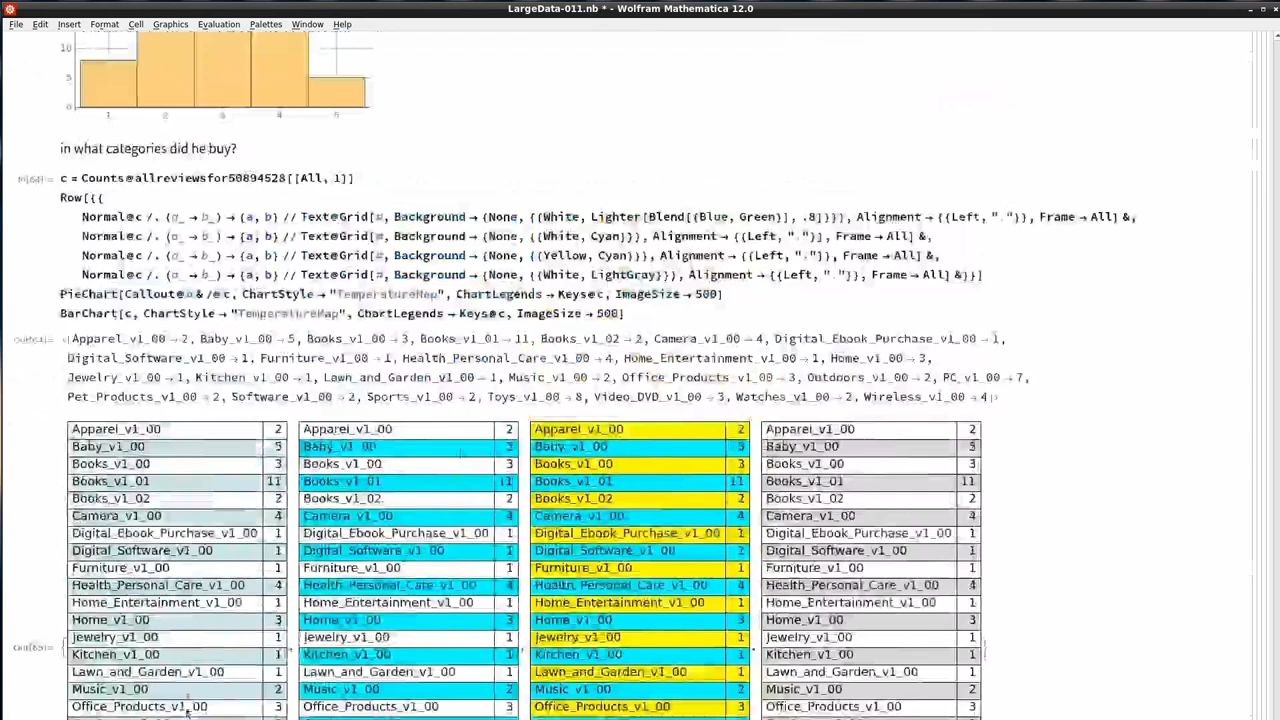 LargeData-011.nb * - Wolfram Mathematica 12.0
File Edit Insert Format Cell Graphics Evaluation Palettes Window Help
10
5
0
1 2 3 4 5
in what categories did he buy?
c = Counts@allreviewsfor50894528[[All, 1]]
Row[{{
Normal@c /. (a_ → b_) → {a, b} // Text@Grid[#, Background → {None, {{White, Lighter[Blend[{Blue, Green}], .8]}}}, Alignment → {{Left, "."}}, Frame → All] &,
Normal@c /. (a_ → b_) → {a, b} // Text@Grid[#, Background → {None, {{White, Cyan}}}, Alignment → {{Left, "."}}, Frame → All] &,
Normal@c /. (a_ → b_) → {a, b} // Text@Grid[#, Background → {None, {{Yellow, Cyan}}}, Alignment → {{Left, "."}}, Frame → All] &,
Normal@c /. (a_ → b_) → {a, b} // Text@Grid[#, Background → {None, {{White, LightGray}}}, Alignment → {{Left, "."}}, Frame → All] &}}]
PieChart[Callout@# & /@ c, ChartStyle → "TemperatureMap", ChartLegends → Keys@c, ImageSize → 500]
BarChart[c, ChartStyle → "TemperatureMap", ChartLegends → Keys@c, ImageSize → 500]
<|Apparel_v1_00 → 2, Baby_v1_00 → 5, Books_v1_00 → 3, Books_v1_01 → 11, Books_v1_02 → 2, Camera_v1_00 → 4, Digital_Ebook_Purchase_v1_00 → 1,
Digital_Software_v1_00 → 1, Furniture_v1_00 → 1, Health_Personal_Care_v1_00 → 4, Home_Entertainment_v1_00 → 1, Home_v1_00 → 3,
Jewelry_v1_00 → 1, Kitchen_v1_00 → 1, Lawn_and_Garden_v1_00 → 1, Music_v1_00 → 2, Office_Products_v1_00 → 3, Outdoors_v1_00 → 2, PC_v1_00 → 7,
Pet_Products_v1_00 → 2, Software_v1_00 → 2, Sports_v1_00 → 2, Toys_v1_00 → 8, Video_DVD_v1_00 → 3, Watches_v1_00 → 2, Wireless_v1_00 → 4|>
Apparel_v1_00 2 Apparel_v1_00 2 Apparel_v1_00 2 Apparel_v1_00 2
Baby_v1_00 5 Baby_v1_00 5 Baby_v1_00 5 Baby_v1_00 5
Books_v1_00 3 Books_v1_00 3 Books_v1_00 3 Books_v1_00 3
Books_v1_01 11 Books_v1_01 11 Books_v1_01 11 Books_v1_01 11
Books_v1_02 2 Books_v1_02 2 Books_v1_02 2 Books_v1_02 2
Camera_v1_00 4 Camera_v1_00 4 Camera_v1_00 4 Camera_v1_00 4
Digital_Ebook_Purchase_v1_00 1 Digital_Ebook_Purchase_v1_00 1 Digital_Ebook_Purchase_v1_00 1 Digital_Ebook_Purchase_v1_00 1
Digital_Software_v1_00 1 Digital_Software_v1_00 1 Digital_Software_v1_00 1 Digital_Software_v1_00 1
Furniture_v1_00 1 Furniture_v1_00 1 Furniture_v1_00 1 Furniture_v1_00 1
Health_Personal_Care_v1_00 4 Health_Personal_Care_v1_00 4 Health_Personal_Care_v1_00 4 Health_Personal_Care_v1_00 4
Home_Entertainment_v1_00 1 Home_Entertainment_v1_00 1 Home_Entertainment_v1_00 1 Home_Entertainment_v1_00 1
Home_v1_00 3 Home_v1_00 3 Home_v1_00 3 Home_v1_00 3
Jewelry_v1_00 1 Jewelry_v1_00 1 Jewelry_v1_00 1 Jewelry_v1_00 1
Kitchen_v1_00 1 Kitchen_v1_00 1 Kitchen_v1_00 1 Kitchen_v1_00 1
Lawn_and_Garden_v1_00 1 Lawn_and_Garden_v1_00 1 Lawn_and_Garden_v1_00 1 Lawn_and_Garden_v1_00 1
Music_v1_00 2 Music_v1_00 2 Music_v1_00 2 Music_v1_00 2
Office_Products_v1_00 3 Office_Products_v1_00 3 Office_Products_v1_00 3 Office_Products_v1_00 3